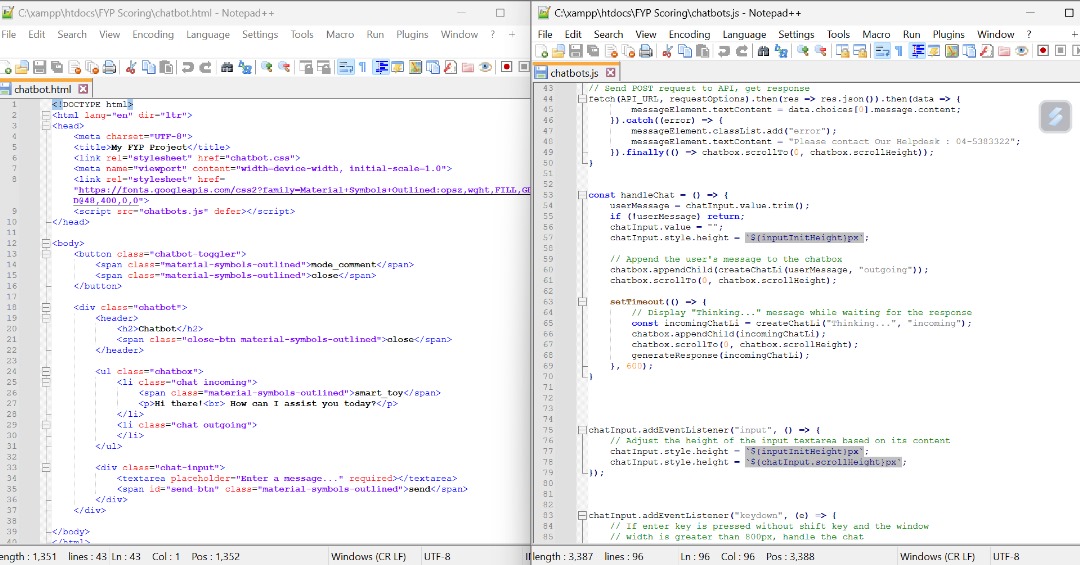 C:\xampp\htdocs\FYP Scoring\chatbot.html - Notepad++
File Edit Search View Encoding Language Settings Tools Macro Run Plugins Window ? +
chatbot.html
1 <!DOCTYPE html>
2 <html lang="en" dir="ltr">
3 <head>
4 <meta charset="UTF-8">
5 <title>My FYP Project</title>
6 <link rel="stylesheet" href="chatbot.css">
7 <meta name="viewport" content="width=device-width, initial-scale=1.0">
8 <link rel="stylesheet" href=
"https://fonts.googleapis.com/css2?family=Material+Symbols+Outlined:opsz,wght,FILL,GR
D@48,400,0,0">
9 <script src="chatbots.js" defer></script>
10 </head>
11
12 <body>
13 <button class="chatbot-toggler">
14 <span class="material-symbols-outlined">mode_comment</span>
15 <span class="material-symbols-outlined">close</span>
16 </button>
17
18 <div class="chatbot">
19 <header>
20 <h2>Chatbot</h2>
21 <span class="close-btn material-symbols-outlined">close</span>
22 </header>
23
24 <ul class="chatbox">
25 <li class="chat incoming">
26 <span class="material-symbols-outlined">smart_toy</span>
27 <p>Hi there!<br> How can I assist you today?</p>
28 </li>
29 <li class="chat outgoing">
30 </li>
31 </ul>
32
33 <div class="chat-input">
34 <textarea placeholder="Enter a message..." required></textarea>
35 <span id="send-btn" class="material-symbols-outlined">send</span>
36 </div>
37 </div>
38
39 </body>
40 </html>
ength : 1,351 lines : 43 Ln : 43 Col : 1 Pos : 1,352 Windows (CR LF) UTF-8
C:\xampp\htdocs\FYP Scoring\chatbots.js - Notepad++
File Edit Search View Encoding Language Settings Tools Macro Run Plugins Window ? +
chatbots.js
43 // Send POST request to API, get response
44 fetch(API_URL, requestOptions).then(res => res.json()).then(data => {
45 messageElement.textContent = data.choices[0].message.content;
46 }).catch((error) => {
47 messageElement.classList.add("error");
48 messageElement.textContent = "Please contact Our Helpdesk : 04-5383322";
49 }).finally(() => chatbox.scrollTo(0, chatbox.scrollHeight));
50 }
51
52
53 const handleChat = () => {
54 userMessage = chatInput.value.trim();
55 if (!userMessage) return;
56 chatInput.value = "";
57 chatInput.style.height = `${inputInitHeight}px`;
58
59 // Append the user's message to the chatbox
60 chatbox.appendChild(createChatLi(userMessage, "outgoing"));
61 chatbox.scrollTo(0, chatbox.scrollHeight);
62
63 setTimeout(() => {
64 // Display "Thinking..." message while waiting for the response
65 const incomingChatLi = createChatLi("Thinking...", "incoming");
66 chatbox.appendChild(incomingChatLi);
67 chatbox.scrollTo(0, chatbox.scrollHeight);
68 generateResponse(incomingChatLi);
69 }, 600);
70 }
71
72
73
74
75 chatInput.addEventListener("input", () => {
76 // Adjust the height of the input textarea based on its content
77 chatInput.style.height = `${inputInitHeight}px`;
78 chatInput.style.height = `${chatInput.scrollHeight}px`;
79 });
80
81
82
83 chatInput.addEventListener("keydown", (e) => {
84 // If enter key is pressed without shift key and the window
85 // width is greater than 800px, handle the chat
length : 3,387 lines : 96 Ln : 96 Col : 96 Pos : 3,388 Windows (CR LF) UTF-8